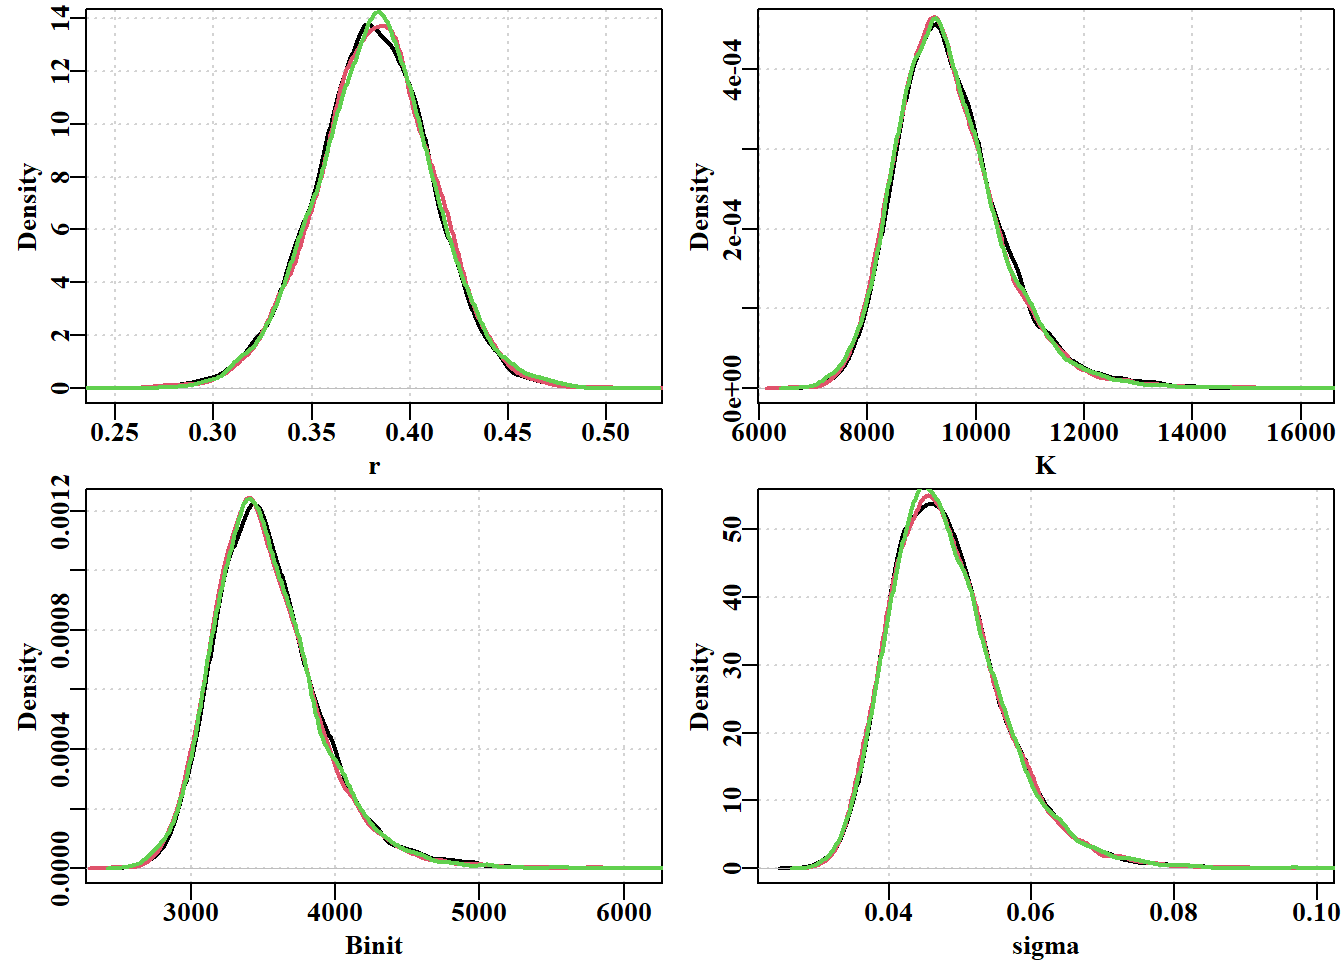 Density
0 2 4 6 8 10 12 14
0.25 0.30 0.35 0.40 0.45 0.50
r
Density
0e+00 2e-04 4e-04
6000 8000 10000 12000 14000 16000
K
Density
0.0000 0.0004 0.0008 0.0012
3000 4000 5000 6000
Binit
Density
0 10 20 30 40 50
0.04 0.06 0.08 0.10
sigma